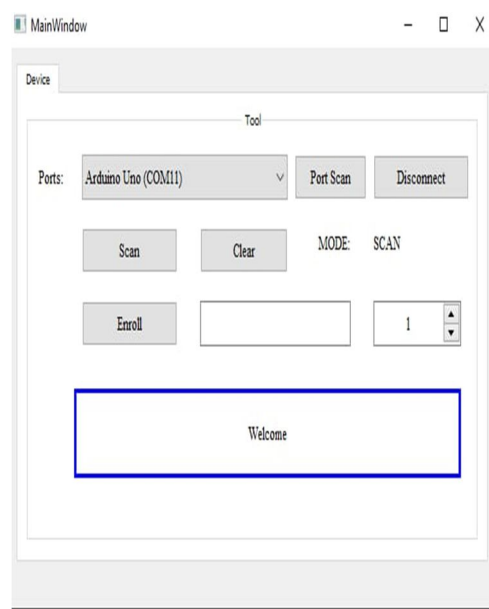 MainWindow
Device
Tool
Ports: Arduino Uno (COM11) Port Scan Disconnect
Scan Clear MODE: SCAN
Enroll 1
Welcome